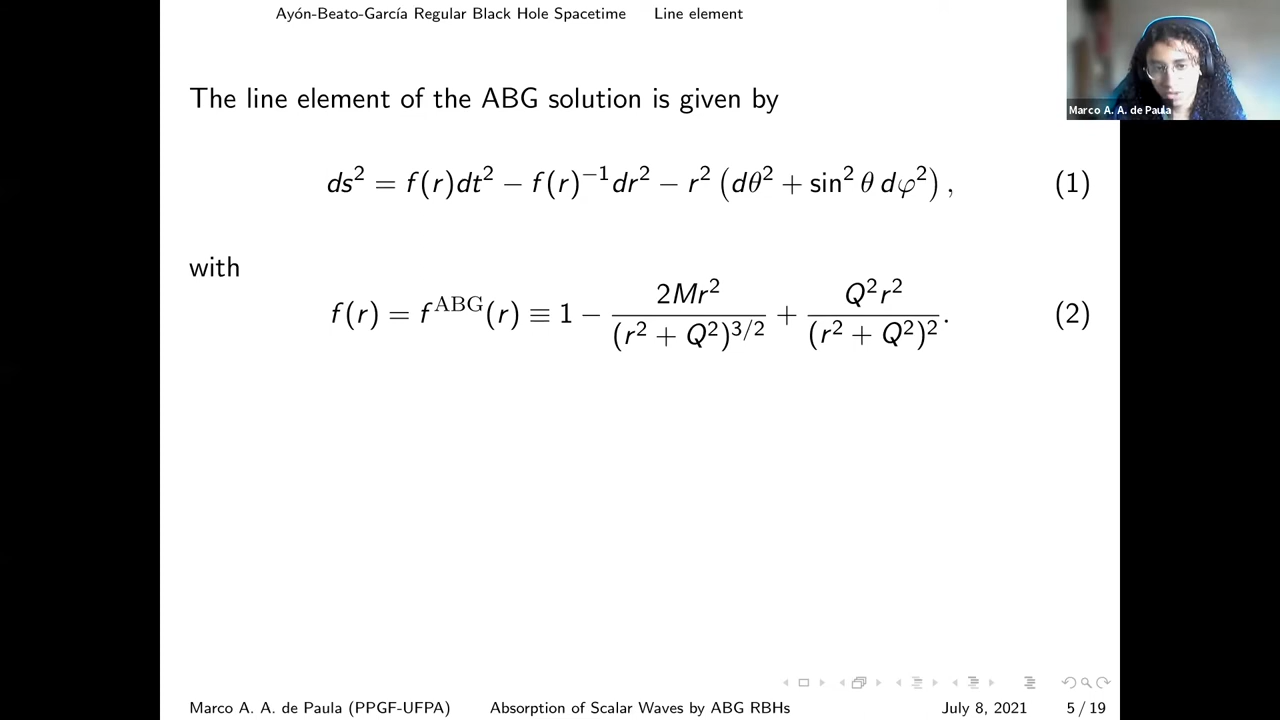 Ayón-Beato-García Regular Black Hole Spacetime Line element
Marco A. A. de Paula
The line element of the ABG solution is given by
ds² = f(r)dt² − f(r)⁻¹dr² − r² (dθ² + sin² θ dφ²) , (1)
with
f(r) = f^ABG(r) ≡ 1 − 2Mr²/(r² + Q²)^3/2 + Q²r²/(r² + Q²)². (2)
Marco A. A. de Paula (PPGF-UFPA) Absorption of Scalar Waves by ABG RBHs July 8, 2021 5 / 19